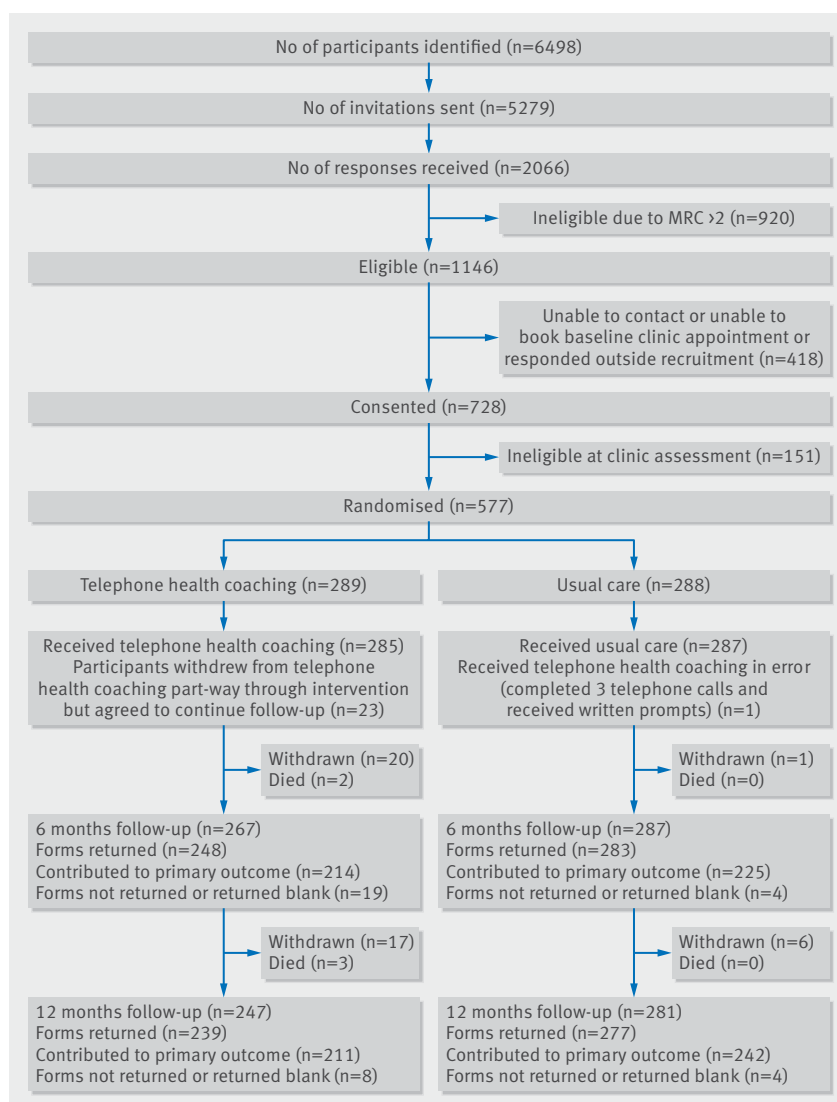 No of participants identified (n=6498)
No of invitations sent (n=5279)
No of responses received (n=2066)
Ineligible due to MRC >2 (n=920)
Eligible (n=1146)
Unable to contact or unable to
book baseline clinic appointment or
responded outside recruitment (n=418)
Consented (n=728)
Ineligible at clinic assessment (n=151)
Randomised (n=577)
Telephone health coaching (n=289)
Usual care (n=288)
Received telephone health coaching (n=285)
Participants withdrew from telephone
health coaching part-way through intervention
but agreed to continue follow-up (n=23)
Received usual care (n=287)
Received telephone health coaching in error
(completed 3 telephone calls and
received written prompts) (n=1)
Withdrawn (n=20)
Died (n=2)
Withdrawn (n=1)
Died (n=0)
6 months follow-up (n=267)
Forms returned (n=248)
Contributed to primary outcome (n=214)
Forms not returned or returned blank (n=19)
6 months follow-up (n=287)
Forms returned (n=283)
Contributed to primary outcome (n=225)
Forms not returned or returned blank (n=4)
Withdrawn (n=17)
Died (n=3)
Withdrawn (n=6)
Died (n=0)
12 months follow-up (n=247)
Forms returned (n=239)
Contributed to primary outcome (n=211)
Forms not returned or returned blank (n=8)
12 months follow-up (n=281)
Forms returned (n=277)
Contributed to primary outcome (n=242)
Forms not returned or returned blank (n=4)